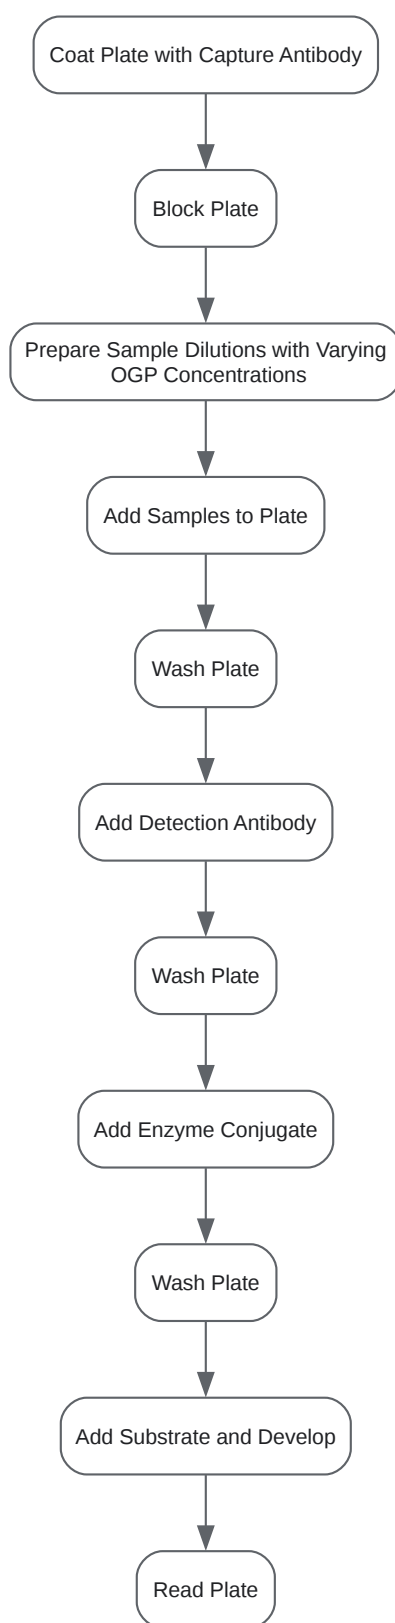 Coat Plate with Capture Antibody
Block Plate
Prepare Sample Dilutions with Varying
OGP Concentrations
Add Samples to Plate
Wash Plate
Add Detection Antibody
Wash Plate
Add Enzyme Conjugate
Wash Plate
Add Substrate and Develop
Read Plate